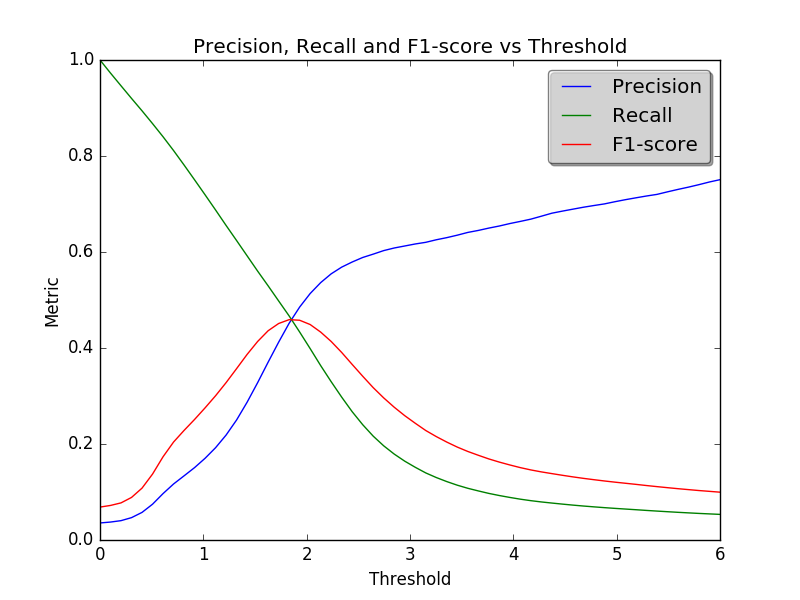 Precision, Recall and F1-score vs Threshold
1.0
0.8
0.6
0.4
0.2
0.0
Metric
Precision
Recall
F1-score
0 1 2 3 4 5 6
Threshold